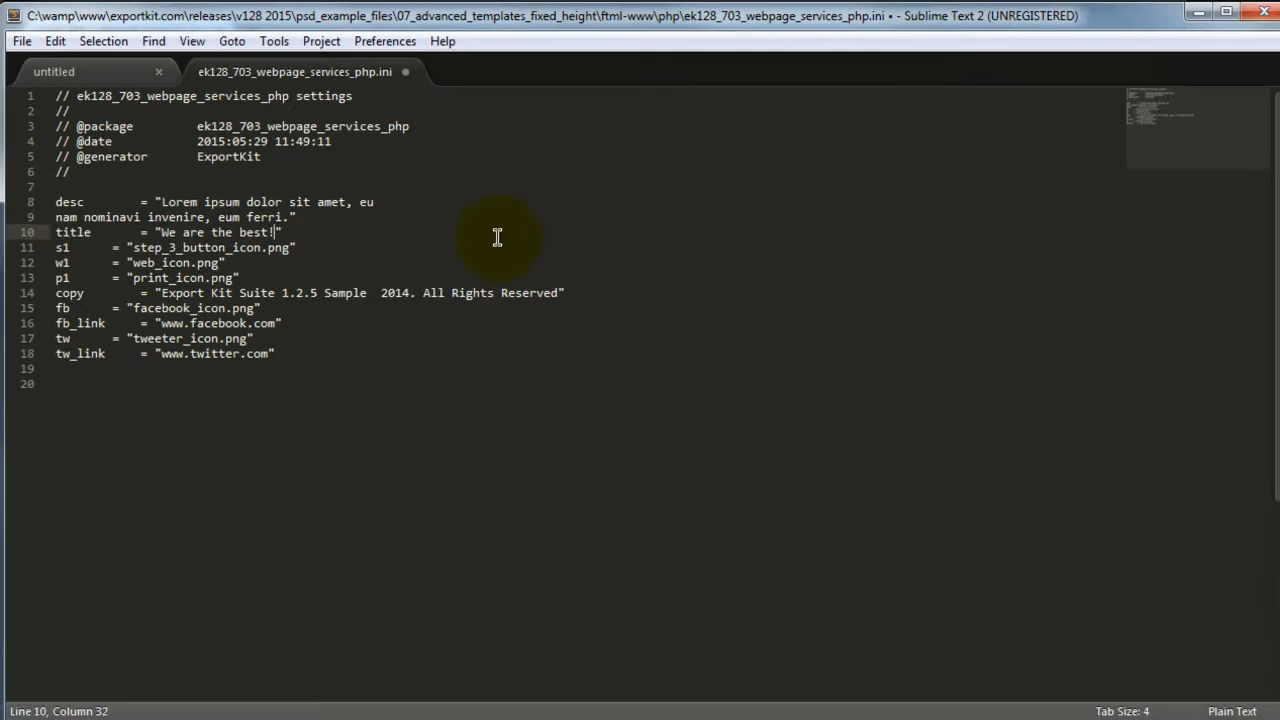 C:\wamp\www\exportkit.com\releases\v128 2015\psd_example_files\07_advanced_templates_fixed_height\ftml-www\php\ek128_703_webpage_services_php.ini • - Sublime Text 2 (UNREGISTERED)
File Edit Selection Find View Goto Tools Project Preferences Help
untitled × ek128_703_webpage_services_php.ini
1 // ek128_703_webpage_services_php settings
2 //
3 // @package ek128_703_webpage_services_php
4 // @date 2015:05:29 11:49:11
5 // @generator ExportKit
6 //
7
8 desc = "Lorem ipsum dolor sit amet, eu
9 nam nominavi invenire, eum ferri."
10 title = "We are the best!"
11 s1 = "step_3_button_icon.png"
12 w1 = "web_icon.png"
13 p1 = "print_icon.png"
14 copy = "Export Kit Suite 1.2.5 Sample  2014. All Rights Reserved"
15 fb = "facebook_icon.png"
16 fb_link = "www.facebook.com"
17 tw = "tweeter_icon.png"
18 tw_link = "www.twitter.com"
19
20
Line 10, Column 32 Tab Size: 4 Plain Text